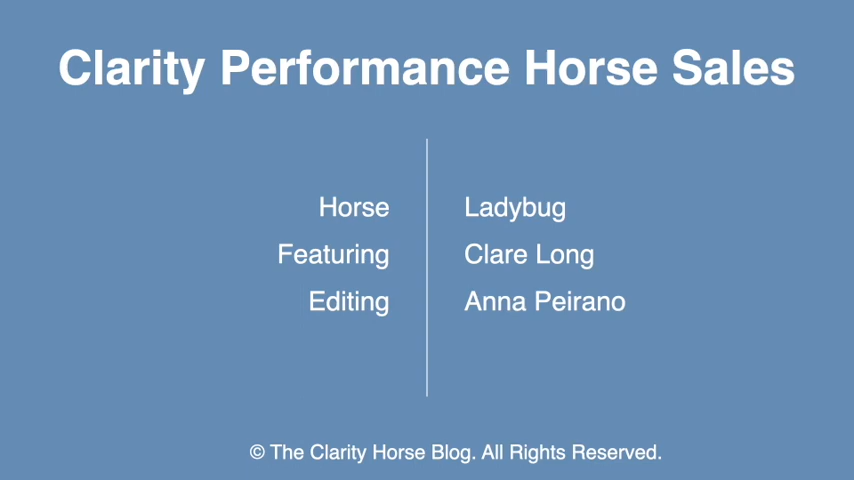 Clarity Performance Horse Sales
Horse Ladybug
Featuring Clare Long
Editing Anna Peirano
© The Clarity Horse Blog. All Rights Reserved.